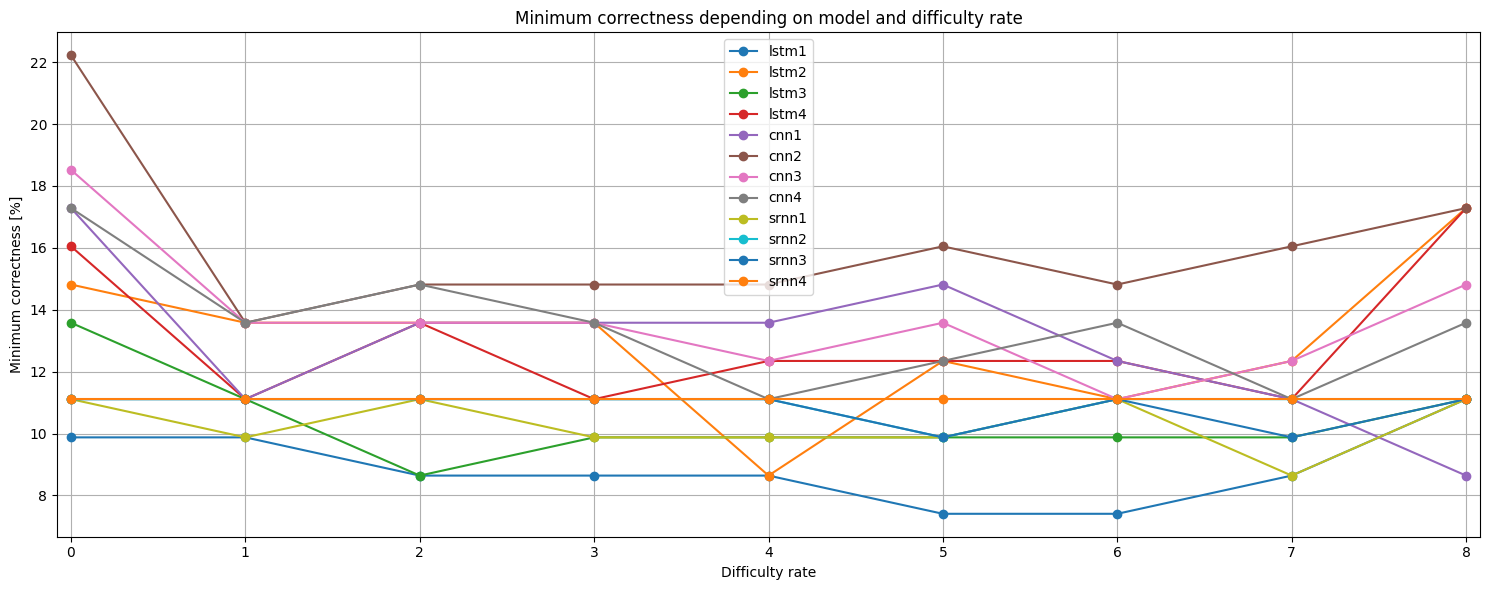 Minimum correctness depending on model and difficulty rate
Minimum correctness [%]
22
20
18
16
14
12
10
8
lstm1
lstm2
lstm3
lstm4
cnn1
cnn2
cnn3
cnn4
srnn1
srnn2
srnn3
srnn4
0 1 2 3 4 5 6 7 8
Difficulty rate